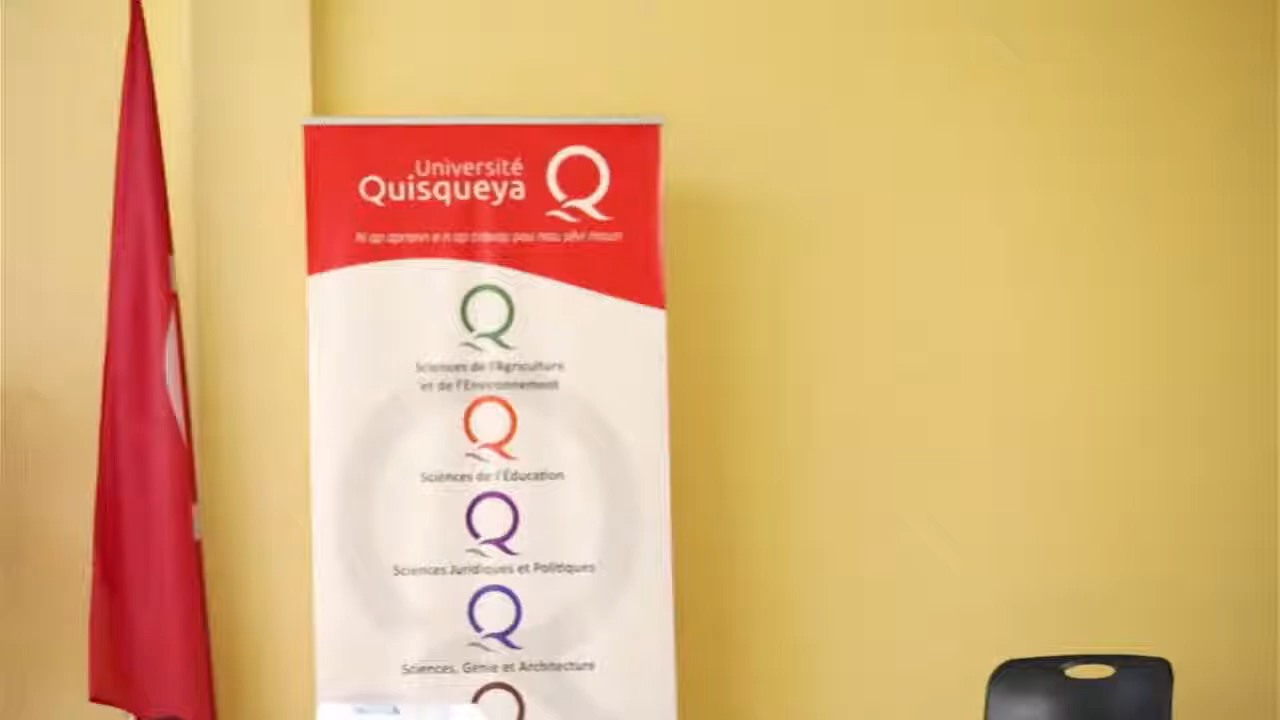 Université
Quisqueya
Sciences de l'Agriculture
et de l'Environnement
Sciences de l'Éducation
Sciences Juridiques et Politiques
Sciences, Génie et Architecture